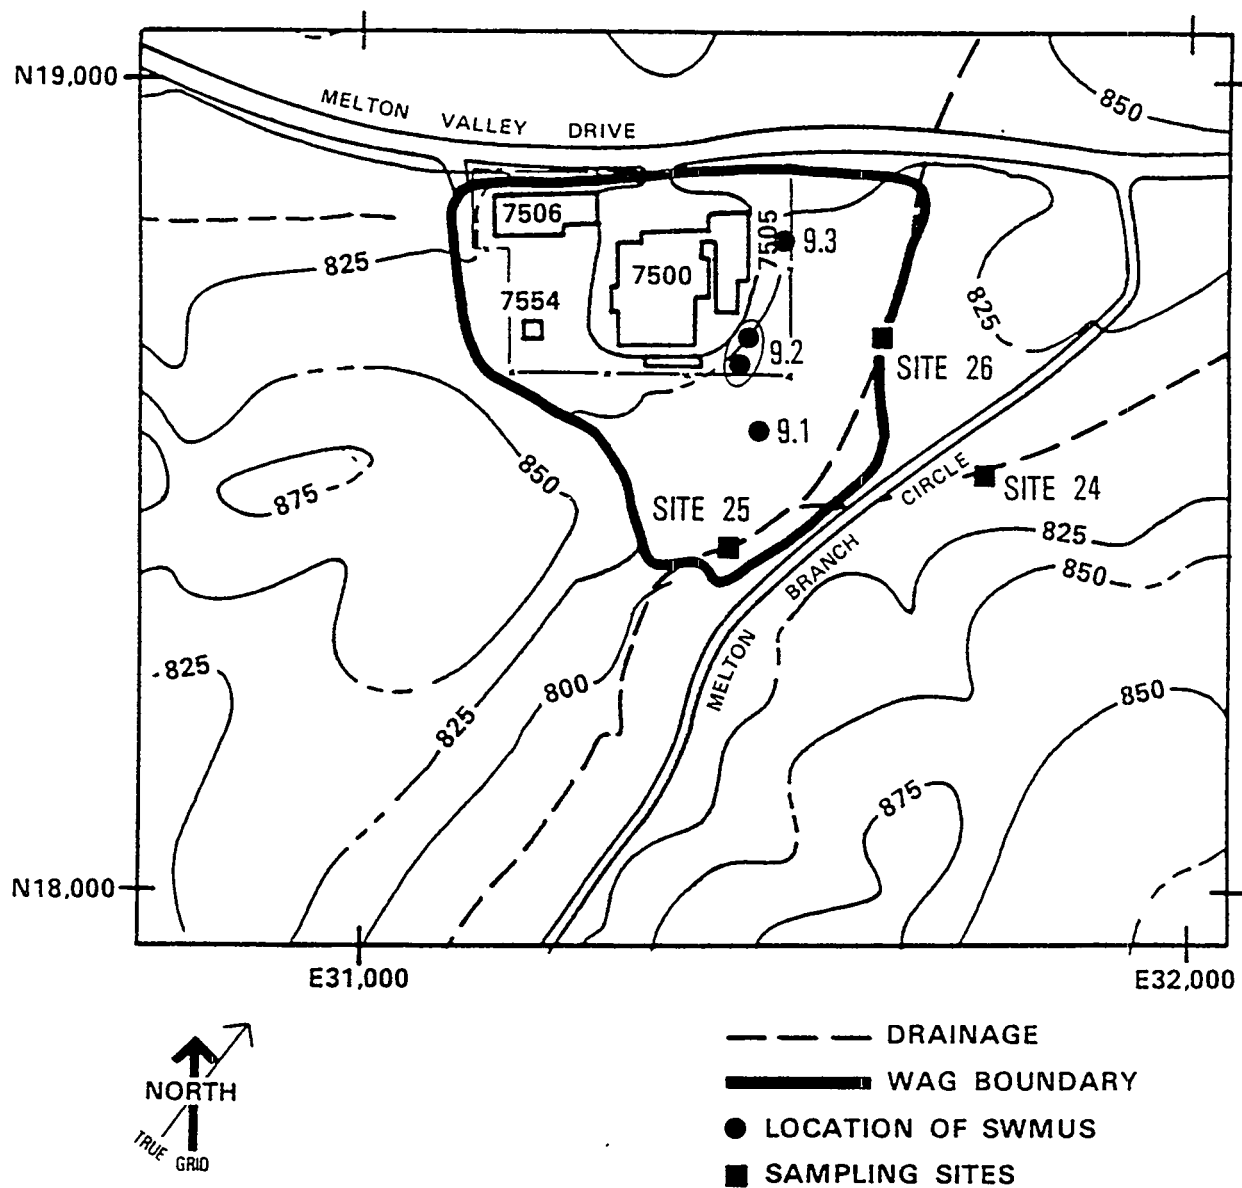 N19,000
MELTON VALLEY DRIVE
850
7506
7505
9.3
825
7500
7554
825
9.2
SITE 26
9.1
850
CIRCLE
875
SITE 24
SITE 25
825
BRANCH
850
825
MELTON
800
850
825
875
N18,000
E31,000
E32,000
NORTH
TRUE
GRID
DRAINAGE
WAG BOUNDARY
LOCATION OF SWMUS
SAMPLING SITES